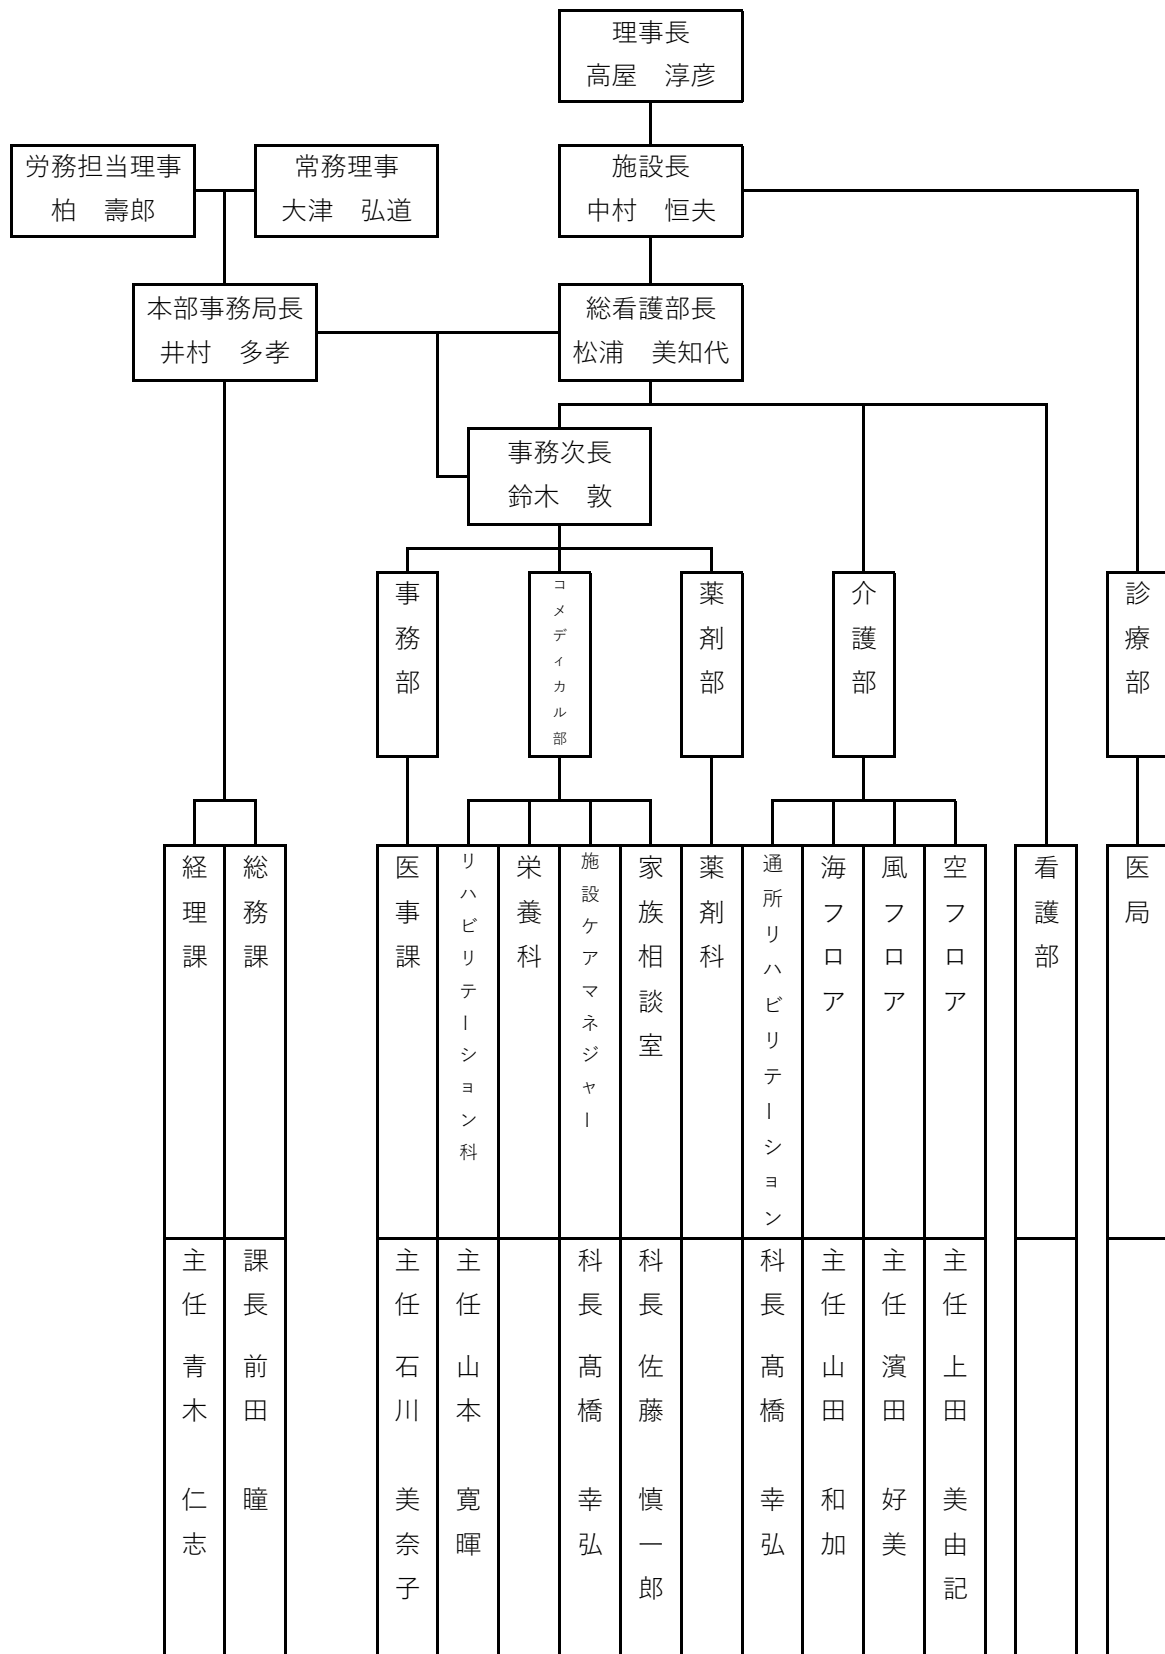 理事長
高屋　淳彦
労務担当理事
柏　壽郎
常務理事
大津　弘道
施設長
中村　恒夫
本部事務局長
井村　多孝
総看護部長
松浦　美知代
事務次長
鈴木　敦
事務部
コメディカル部
薬剤部
介護部
診療部
経理課
総務課
医事課
リハビリテーション科
栄養科
施設ケアマネジャー
家族相談室
薬剤科
通所リハビリテーション
海フロア
風フロア
空フロア
看護部
医局
主任　青木　仁志
課長　前田　瞳
主任　石川　美奈子
主任　山本　寛暉
科長　髙橋　幸弘
科長　佐藤　慎一郎
科長　髙橋　幸弘
主任　山田　和加
主任　濱田　好美
主任　上田　美由記